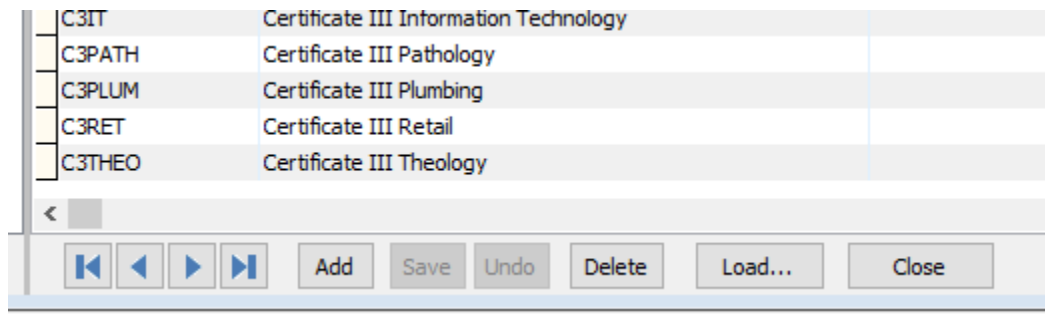 C3IT Certificate III Information Technology
C3PATH Certificate III Pathology
C3PLUM Certificate III Plumbing
C3RET Certificate III Retail
C3THEO Certificate III Theology
Add Save Undo Delete Load... Close